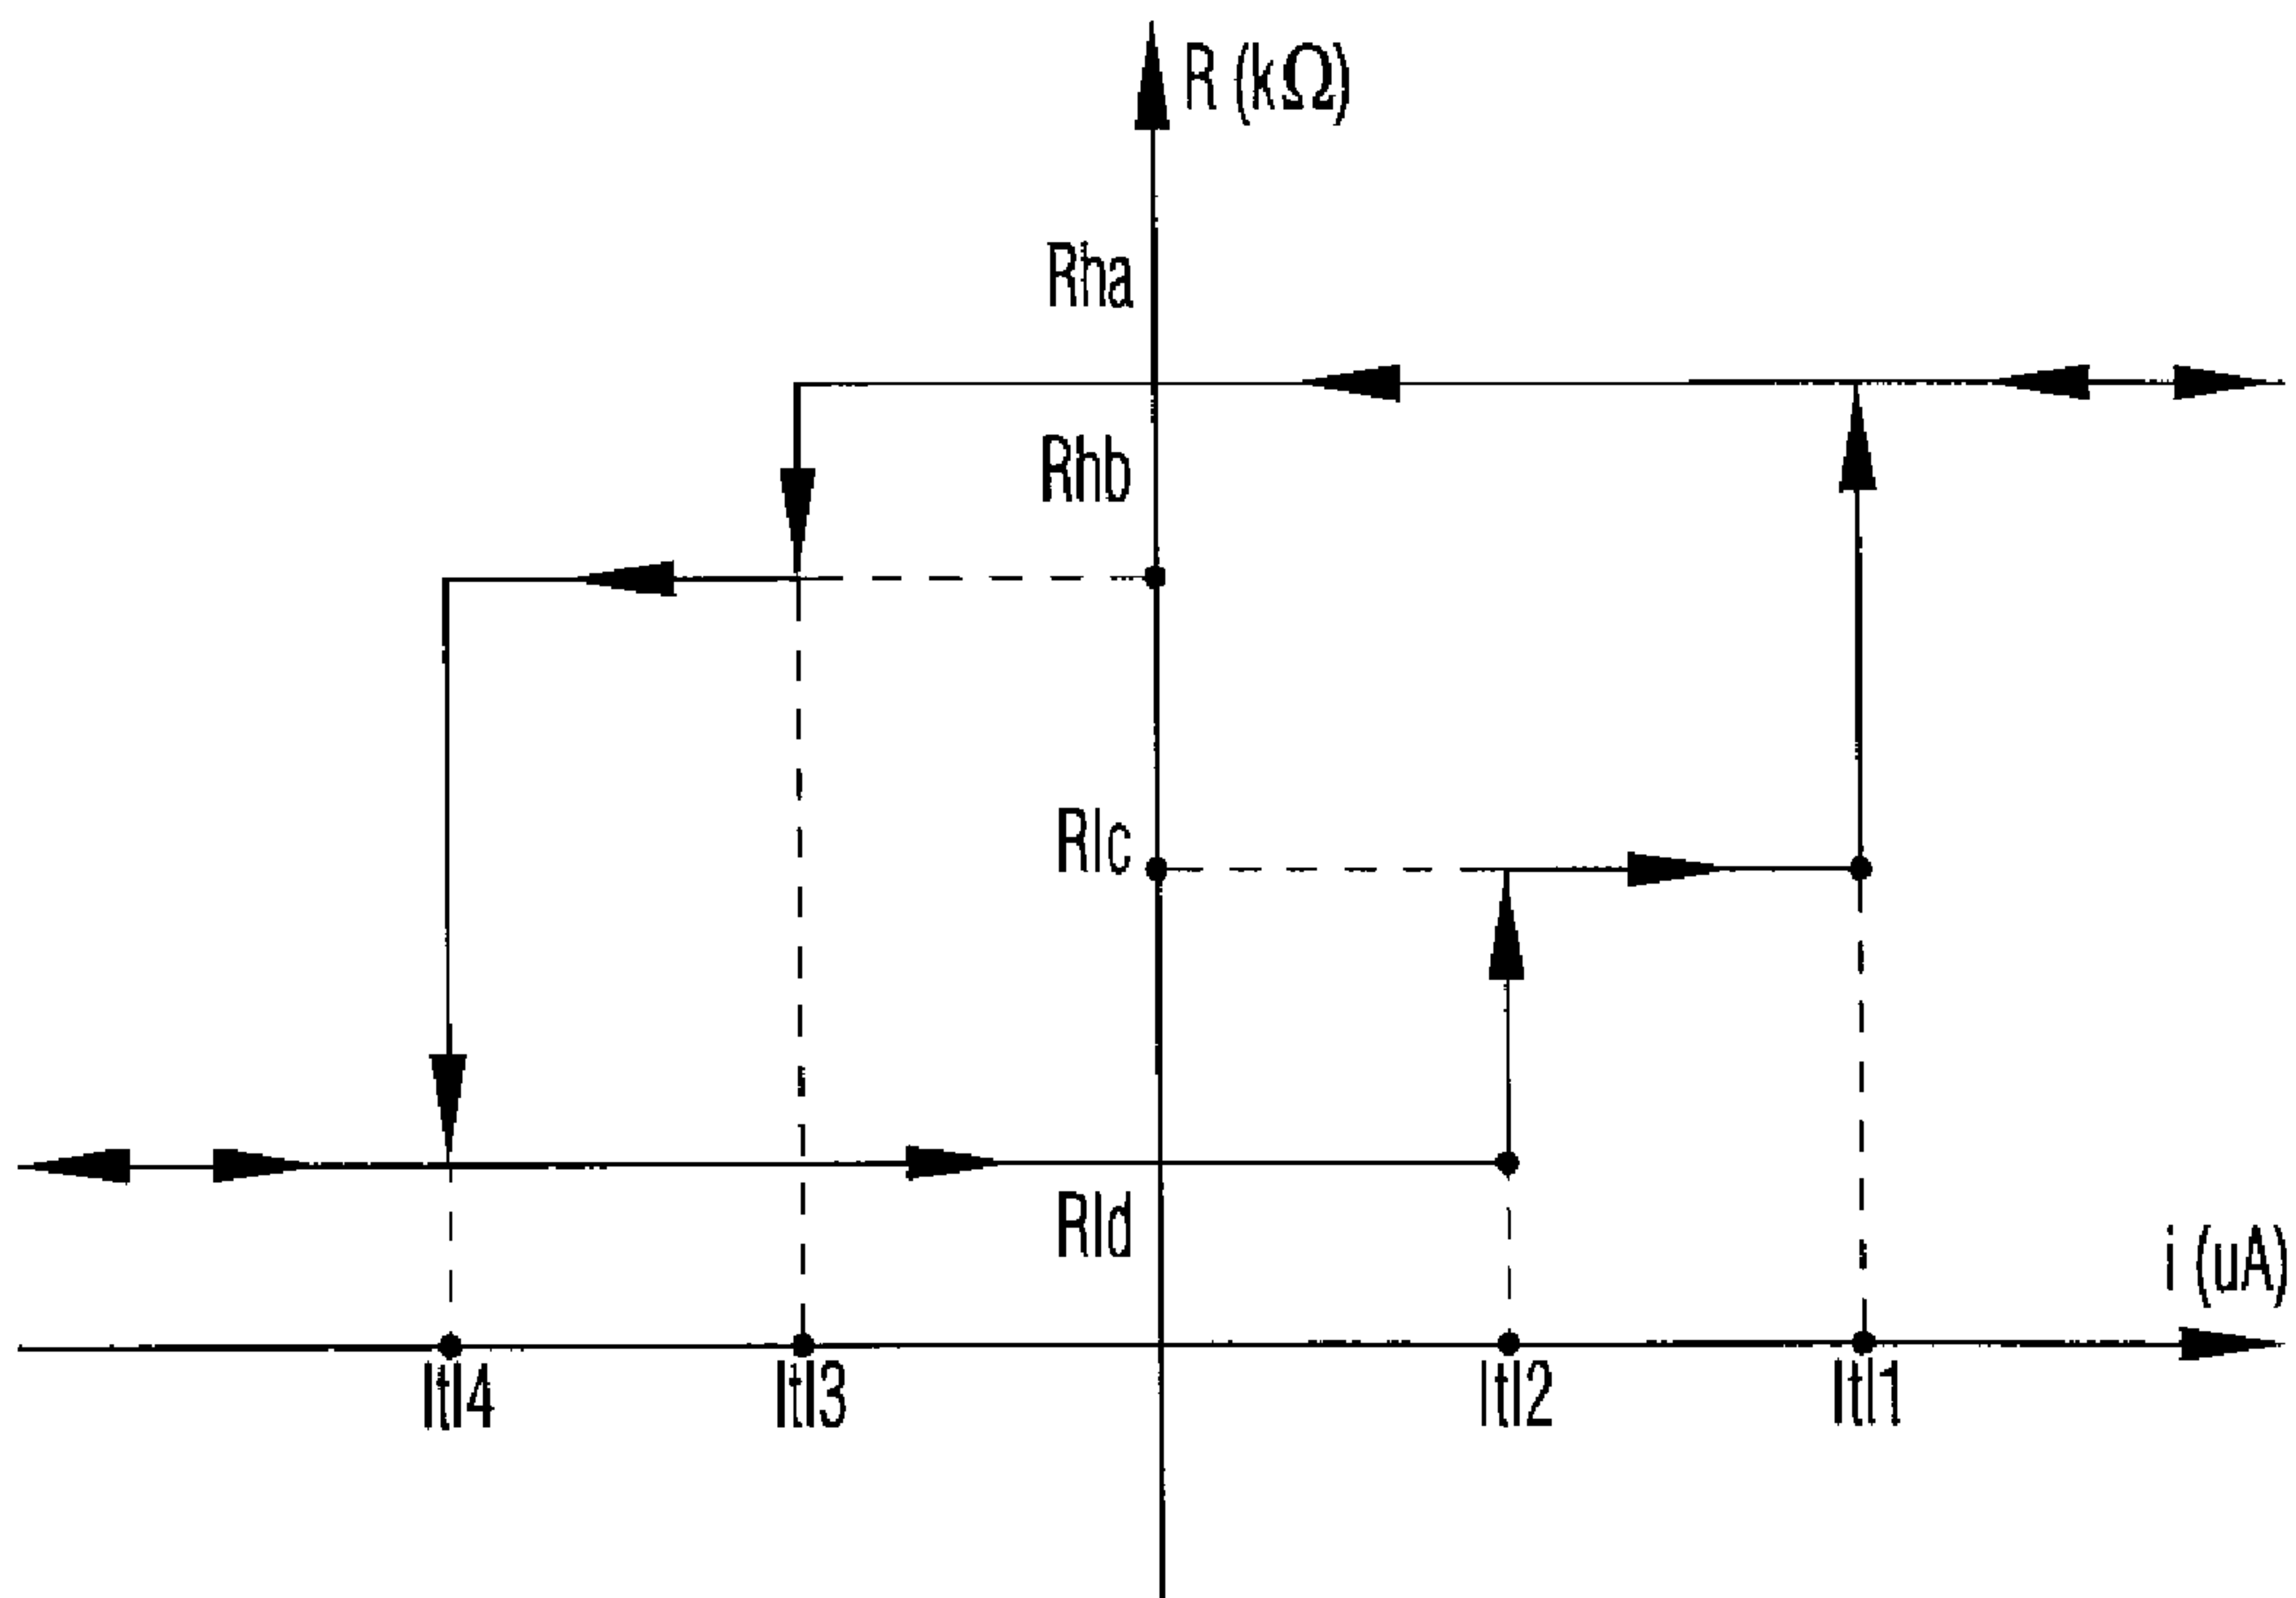 R (kΩ)
Rha
Rhb
Rlc
Rld
i (uA)
Itl4
Itl3
Itl2
Itl1